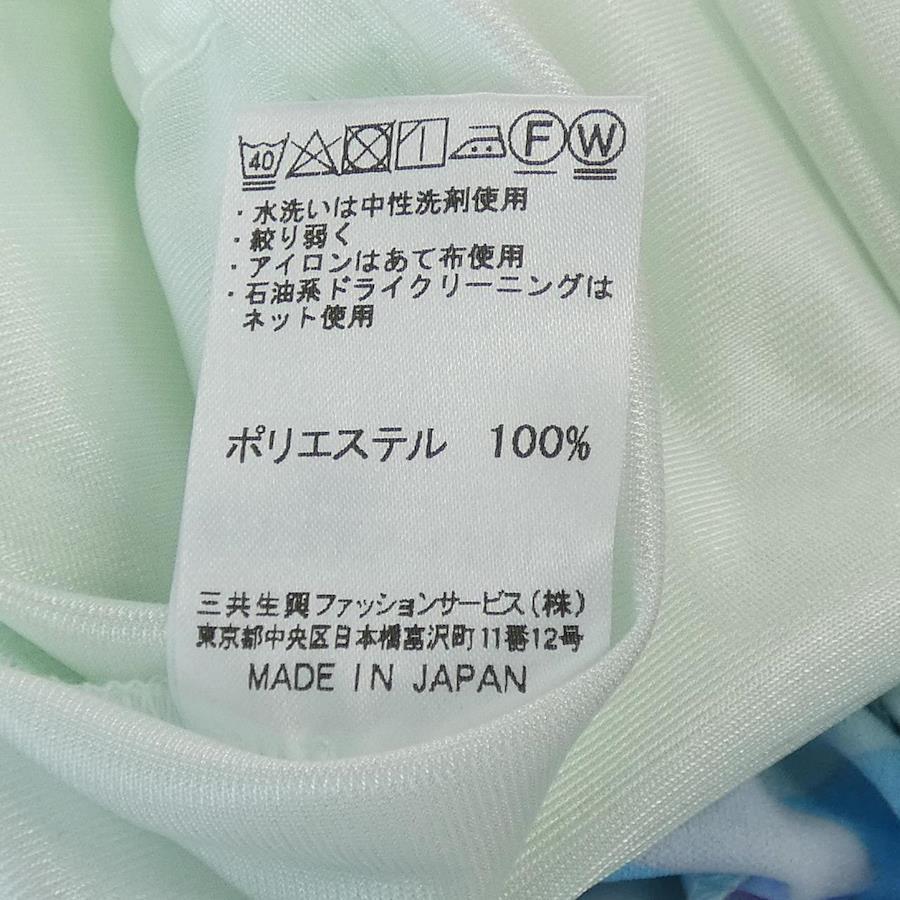 40 F W
・水洗いは中性洗剤使用
・絞り弱く
・アイロンはあて布使用
・石油系ドライクリーニングは
ネット使用
ポリエステル 100%
三共生興ファッションサービス(株)
東京都中央区日本橋富沢町11番12号
MADE IN JAPAN